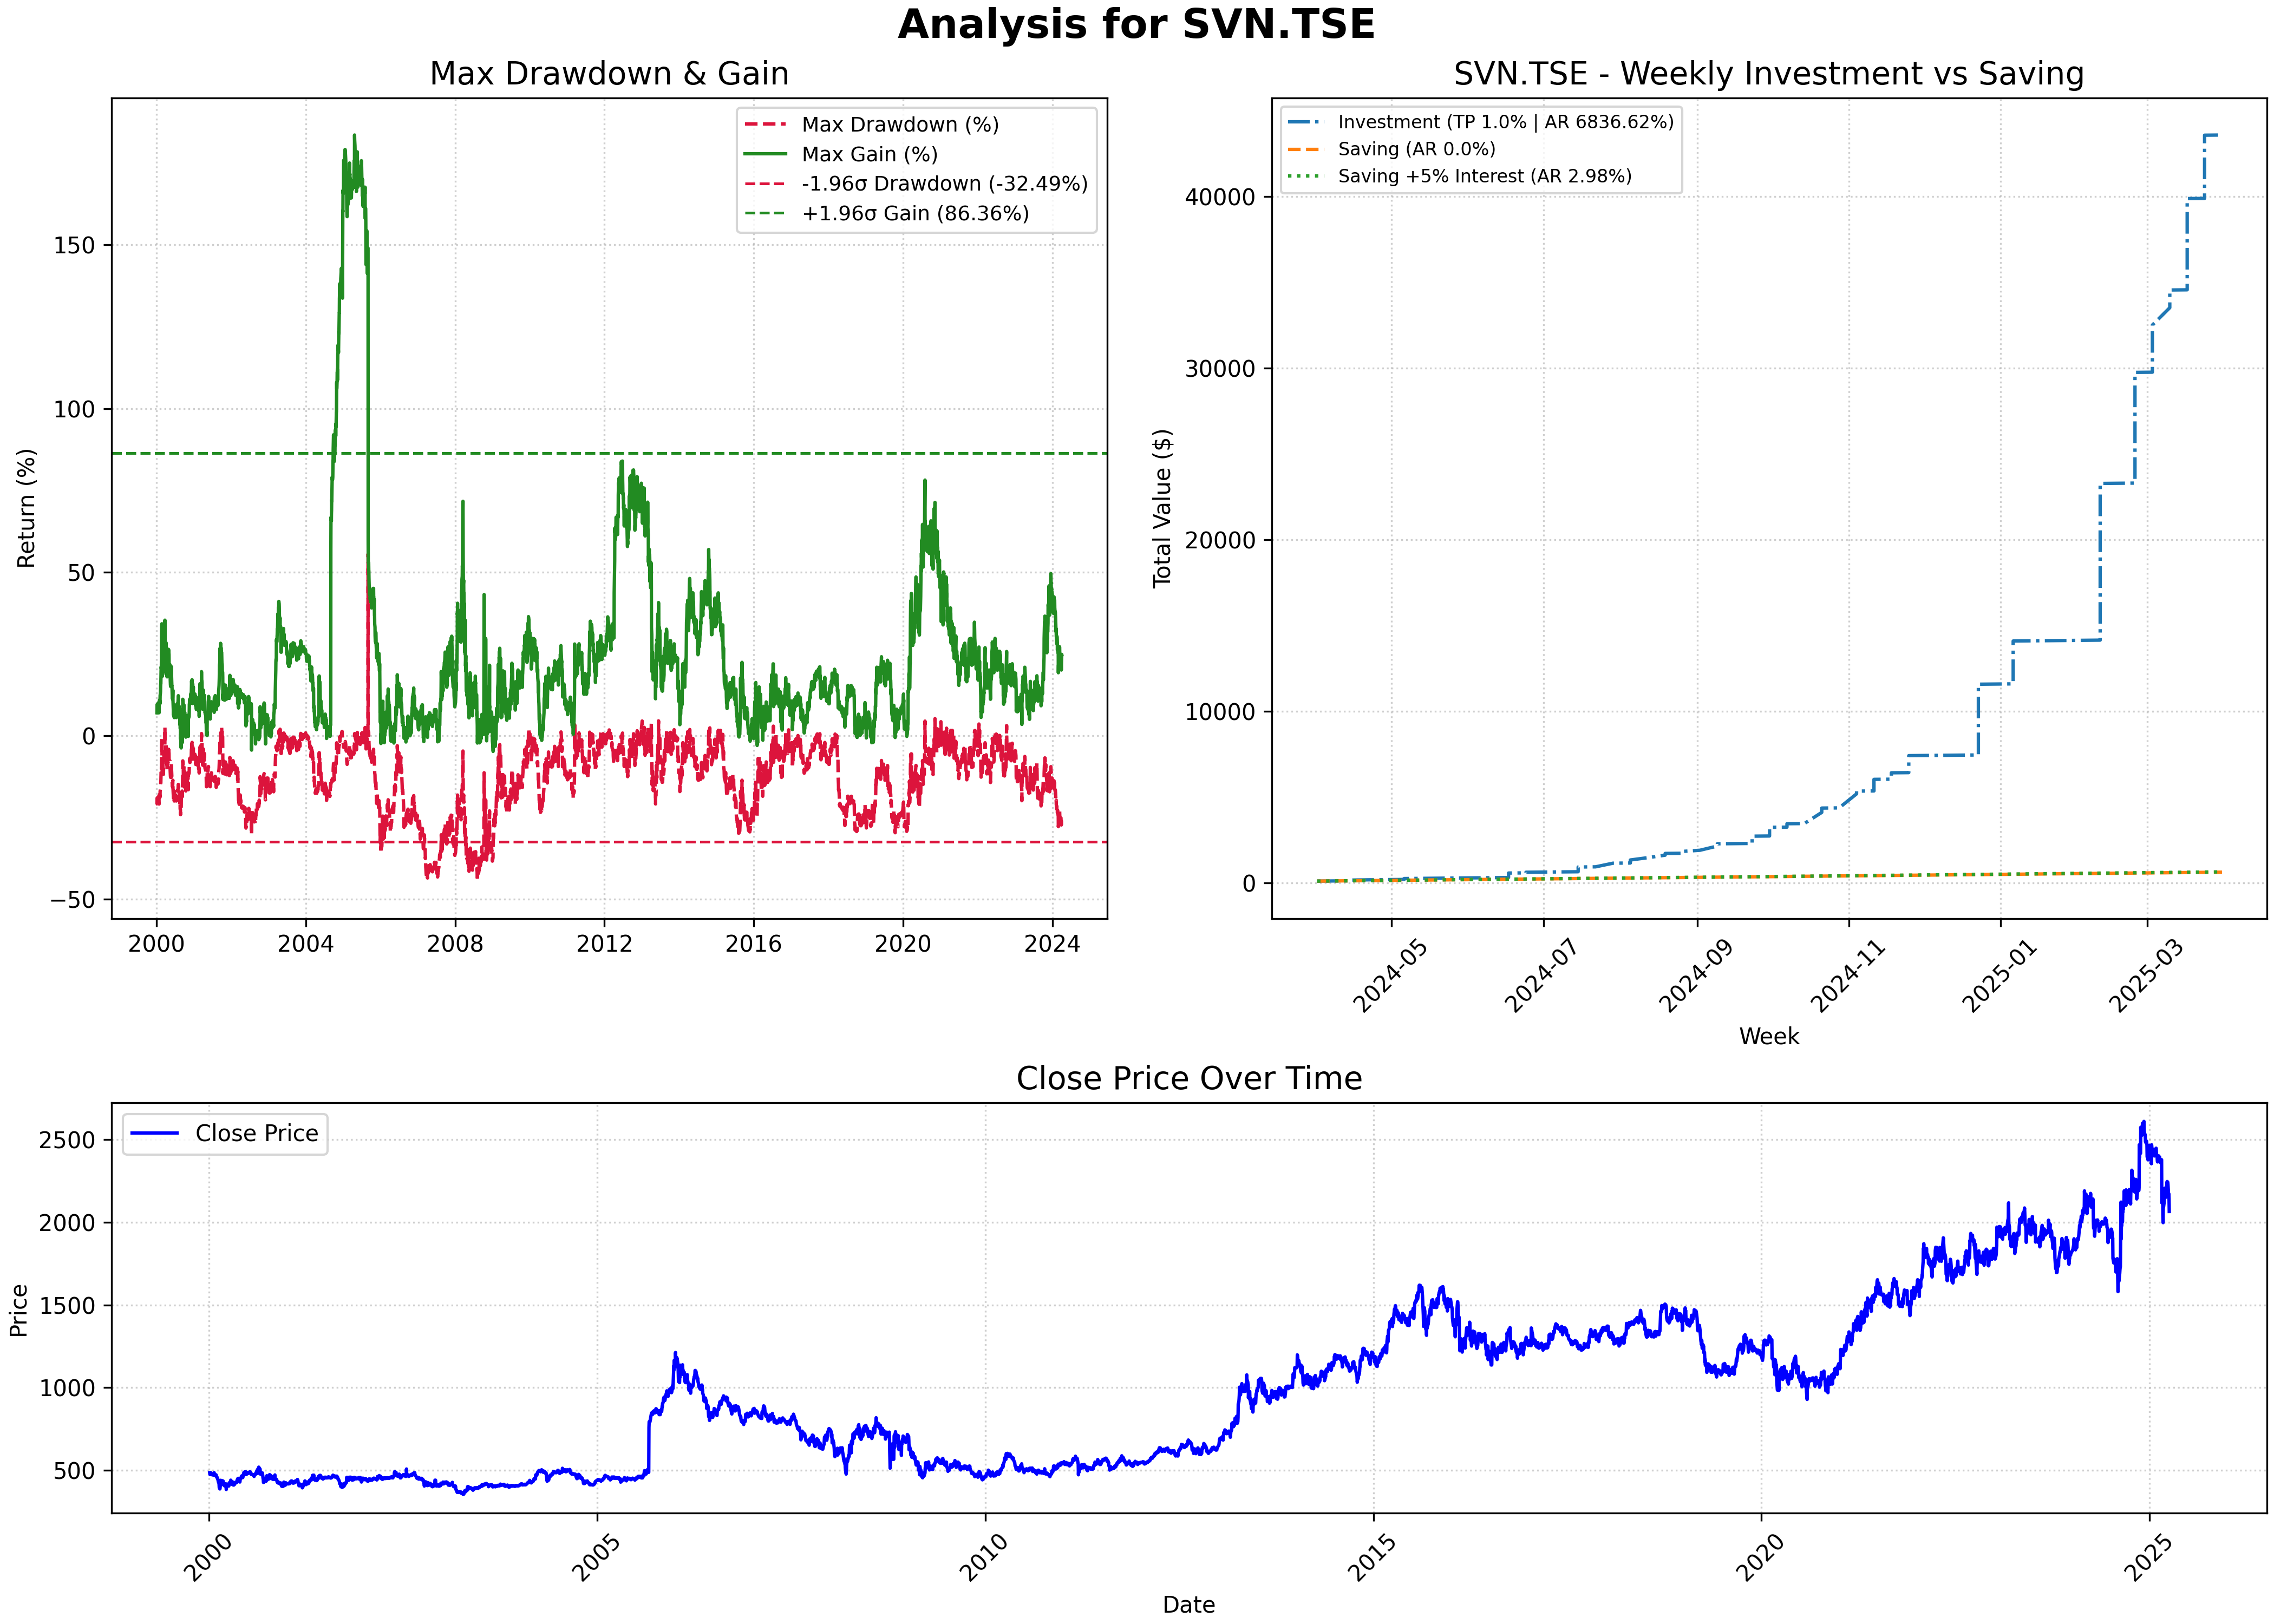 Analysis for SVN.TSE
Max Drawdown & Gain
Max Drawdown (%)
Max Gain (%)
-1.96σ Drawdown (-32.49%)
+1.96σ Gain (86.36%)
Return (%)
150
100
50
0
−50
2000
2004
2008
2012
2016
2020
2024
SVN.TSE - Weekly Investment vs Saving
Investment (TP 1.0% | AR 6836.62%)
Saving (AR 0.0%)
Saving +5% Interest (AR 2.98%)
Total Value ($)
40000
30000
20000
10000
0
2024-05
2024-07
2024-09
2024-11
2025-01
2025-03
Week
Close Price Over Time
Close Price
Price
2500
2000
1500
1000
500
2000
2005
2010
2015
2020
2025
Date